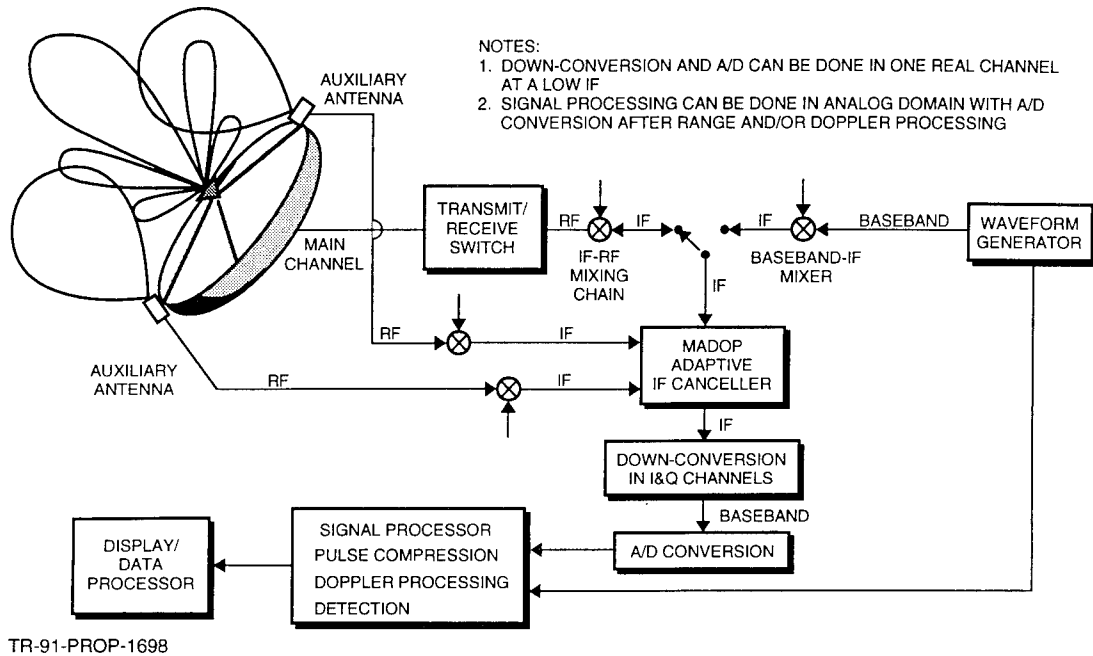 NOTES:
1. DOWN-CONVERSION AND A/D CAN BE DONE IN ONE REAL CHANNEL
AT A LOW IF
2. SIGNAL PROCESSING CAN BE DONE IN ANALOG DOMAIN WITH A/D
CONVERSION AFTER RANGE AND/OR DOPPLER PROCESSING
AUXILIARY
ANTENNA
MAIN
CHANNEL
TRANSMIT/
RECEIVE
SWITCH
RF
IF
IF-RF
MIXING
CHAIN
IF
BASEBAND
BASEBAND-IF
MIXER
WAVEFORM
GENERATOR
IF
RF
IF
AUXILIARY
ANTENNA
RF
IF
MADOP
ADAPTIVE
IF CANCELLER
IF
DOWN-CONVERSION
IN I&Q CHANNELS
BASEBAND
A/D CONVERSION
SIGNAL PROCESSOR
PULSE COMPRESSION
DOPPLER PROCESSING
DETECTION
DISPLAY/
DATA
PROCESSOR
TR-91-PROP-1698